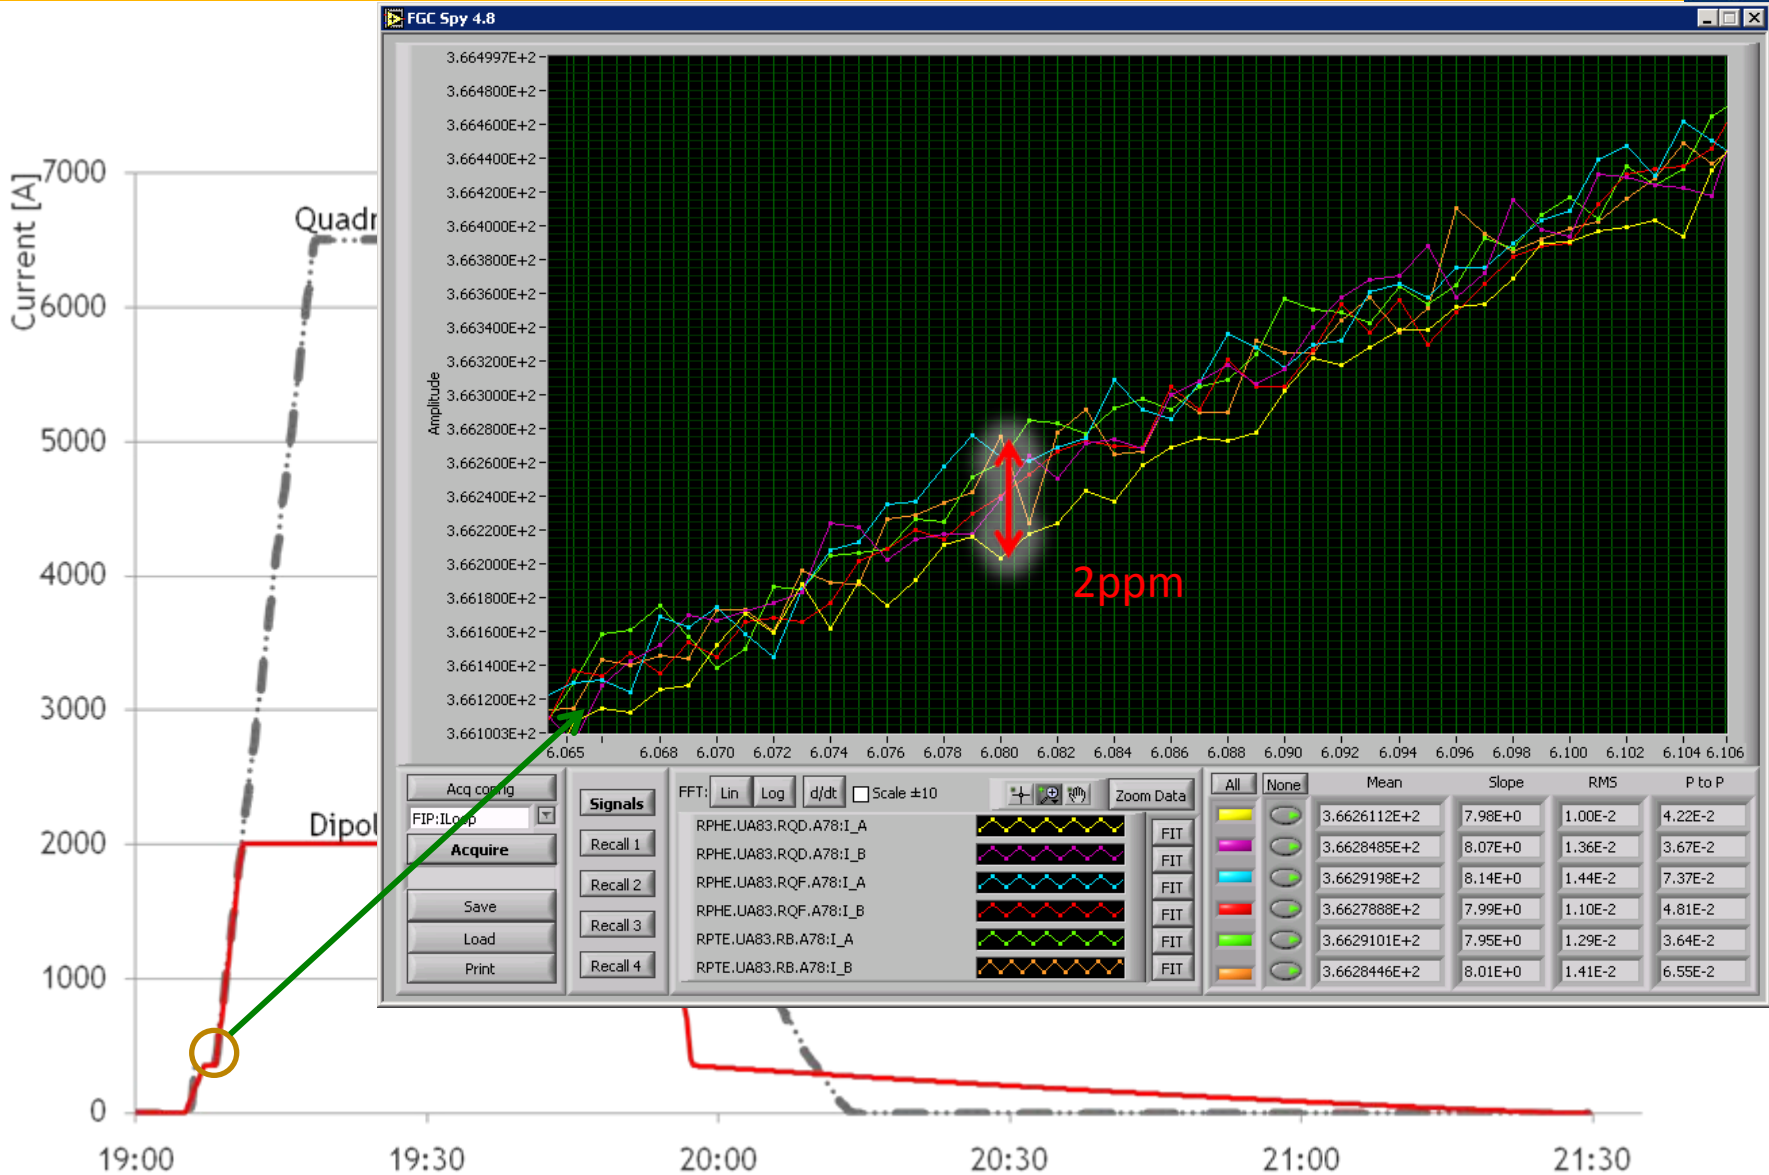 FGC Spy 4.8
3.664997E+2
3.664800E+2
3.664600E+2
3.664400E+2
3.664200E+2
3.664000E+2
3.663800E+2
3.663600E+2
3.663400E+2
3.663200E+2
3.663000E+2
3.662800E+2
3.662600E+2
3.662400E+2
3.662200E+2
3.662000E+2
3.661800E+2
3.661600E+2
3.661400E+2
3.661200E+2
3.661003E+2
Amplitude
6.065 6.068 6.070 6.072 6.074 6.076 6.078 6.080 6.082 6.084 6.086 6.088 6.090 6.092 6.094 6.096 6.098 6.100 6.102 6.104 6.106
2ppm
Current [A]
7000
6000
5000
4000
3000
2000
1000
0
Quadr
Dipol
Acq config
FIP:ILoop
Acquire
Save
Load
Print
Signals
Recall 1
Recall 2
Recall 3
Recall 4
FFT: Lin Log d/dt Scale ±10 Zoom Data
RPHE.UA83.RQD.A78:I_A FIT
RPHE.UA83.RQD.A78:I_B FIT
RPHE.UA83.RQF.A78:I_A FIT
RPHE.UA83.RQF.A78:I_B FIT
RPTE.UA83.RB.A78:I_A FIT
RPTE.UA83.RB.A78:I_B FIT
All None Mean Slope RMS P to P
3.6626112E+2 7.98E+0 1.00E-2 4.22E-2
3.6628485E+2 8.07E+0 1.36E-2 3.67E-2
3.6629198E+2 8.14E+0 1.44E-2 7.37E-2
3.6627888E+2 7.99E+0 1.10E-2 4.81E-2
3.6629101E+2 7.95E+0 1.29E-2 3.64E-2
3.6628446E+2 8.01E+0 1.41E-2 6.55E-2
19:00 19:30 20:00 20:30 21:00 21:30